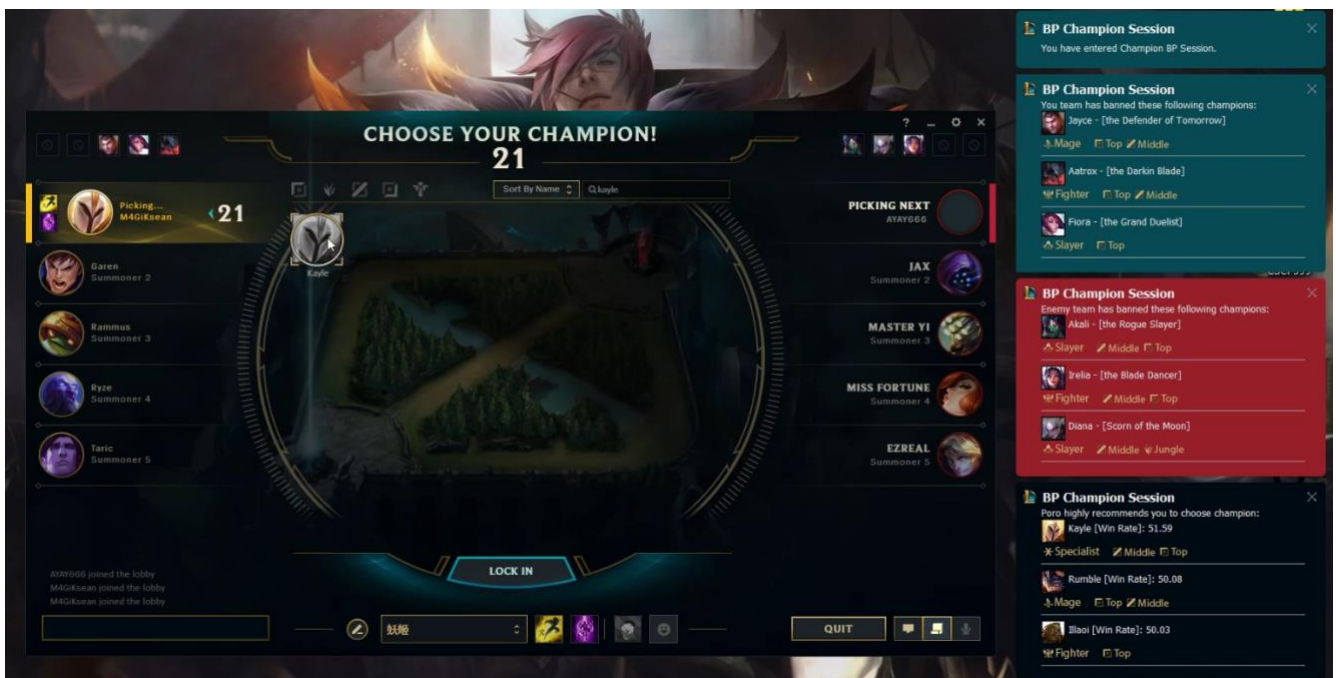 CHOOSE YOUR CHAMPION!
21
? _
Picking...
M4GiKsean
21
Sort By Name
kayle
Kayle
Garen
Summoner 2
Rammus
Summoner 3
Ryze
Summoner 4
Taric
Summoner 5
PICKING NEXT
AYAY666
JAX
Summoner 2
MASTER YI
Summoner 3
MISS FORTUNE
Summoner 4
EZREAL
Summoner 5
LOCK IN
AYAY666 joined the lobby
M4GiKsean joined the lobby
M4GiKsean joined the lobby
妖姬
QUIT
BP Champion Session
You have entered Champion BP Session.
BP Champion Session
You team has banned these following champions:
Jayce - [the Defender of Tomorrow]
Mage Top Middle
Aatrox - [the Darkin Blade]
Fighter Top Middle
Fiora - [the Grand Duelist]
Slayer Top
BP Champion Session
Enemy team has banned these following champions:
Akali - [the Rogue Slayer]
Slayer Middle Top
Irelia - [the Blade Dancer]
Fighter Middle Top
Diana - [Scorn of the Moon]
Slayer Middle Jungle
BP Champion Session
Poro highly recommends you to choose champion:
Kayle [Win Rate]: 51.59
Specialist Middle Top
Rumble [Win Rate]: 50.08
Mage Top Middle
Illaoi [Win Rate]: 50.03
Fighter Top